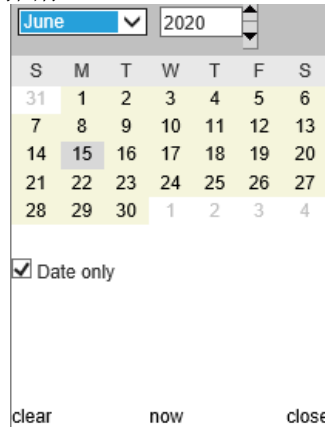 June 2020
S M T W T F S
31 1 2 3 4 5 6
7 8 9 10 11 12 13
14 15 16 17 18 19 20
21 22 23 24 25 26 27
28 29 30 1 2 3 4
Date only
clear now close